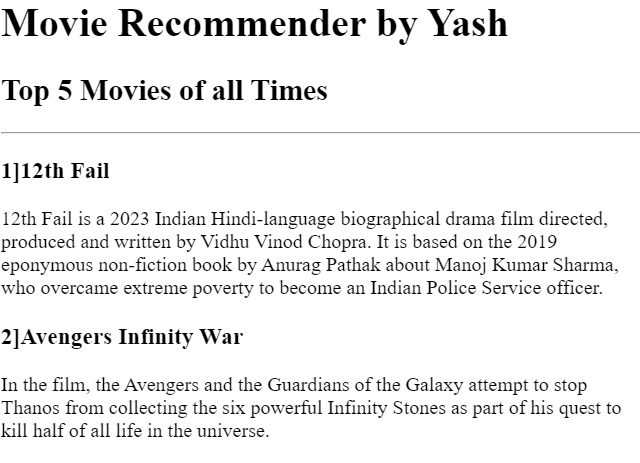 Movie Recommender by Yash
Top 5 Movies of all Times
1]12th Fail
12th Fail is a 2023 Indian Hindi-language biographical drama film directed,
produced and written by Vidhu Vinod Chopra. It is based on the 2019
eponymous non-fiction book by Anurag Pathak about Manoj Kumar Sharma,
who overcame extreme poverty to become an Indian Police Service officer.
2]Avengers Infinity War
In the film, the Avengers and the Guardians of the Galaxy attempt to stop
Thanos from collecting the six powerful Infinity Stones as part of his quest to
kill half of all life in the universe.